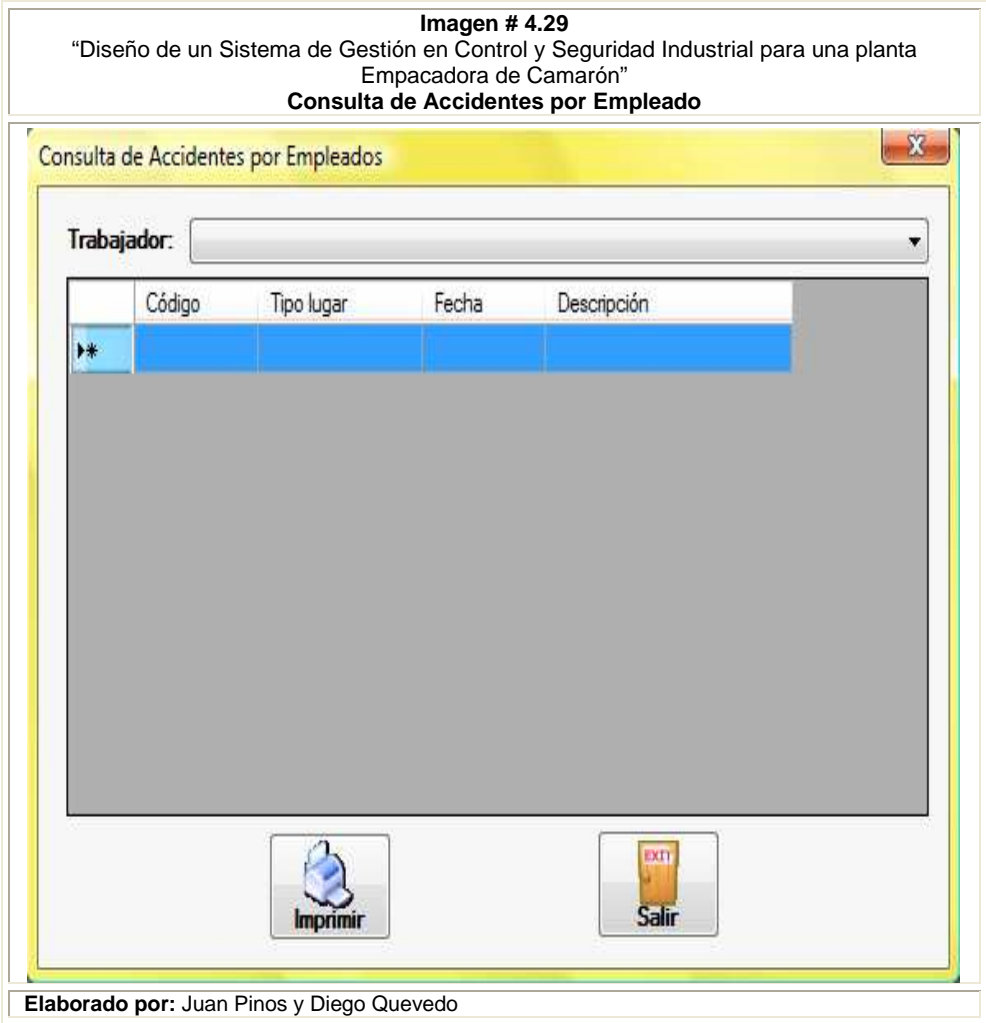 Imagen # 4.29
“Diseño de un Sistema de Gestión en Control y Seguridad Industrial para una planta
Empacadora de Camarón”
Consulta de Accidentes por Empleado
Consulta de Accidentes por Empleados
X
Trabajador:
Código Tipo lugar Fecha Descripción
Imprimir
EXIT
Salir
Elaborado por: Juan Pinos y Diego Quevedo